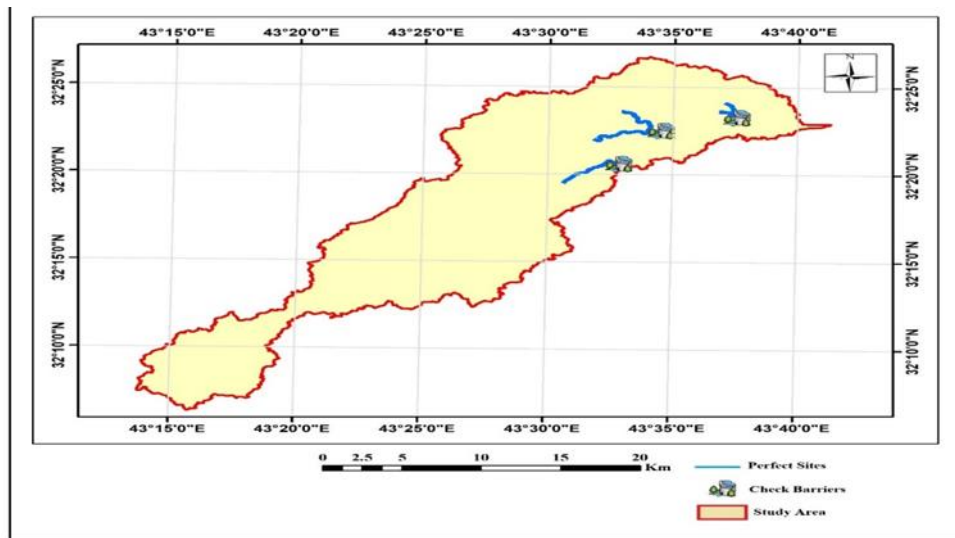 43°15'0"E 43°20'0"E 43°25'0"E 43°30'0"E 43°35'0"E 43°40'0"E
N
32°25'0"N 32°25'0"N
32°20'0"N 32°20'0"N
32°15'0"N 32°15'0"N
32°10'0"N 32°10'0"N
43°15'0"E 43°20'0"E 43°25'0"E 43°30'0"E 43°35'0"E 43°40'0"E
0 2.5 5 10 15 20
Km
Perfect Sites
Check Barriers
Study Area